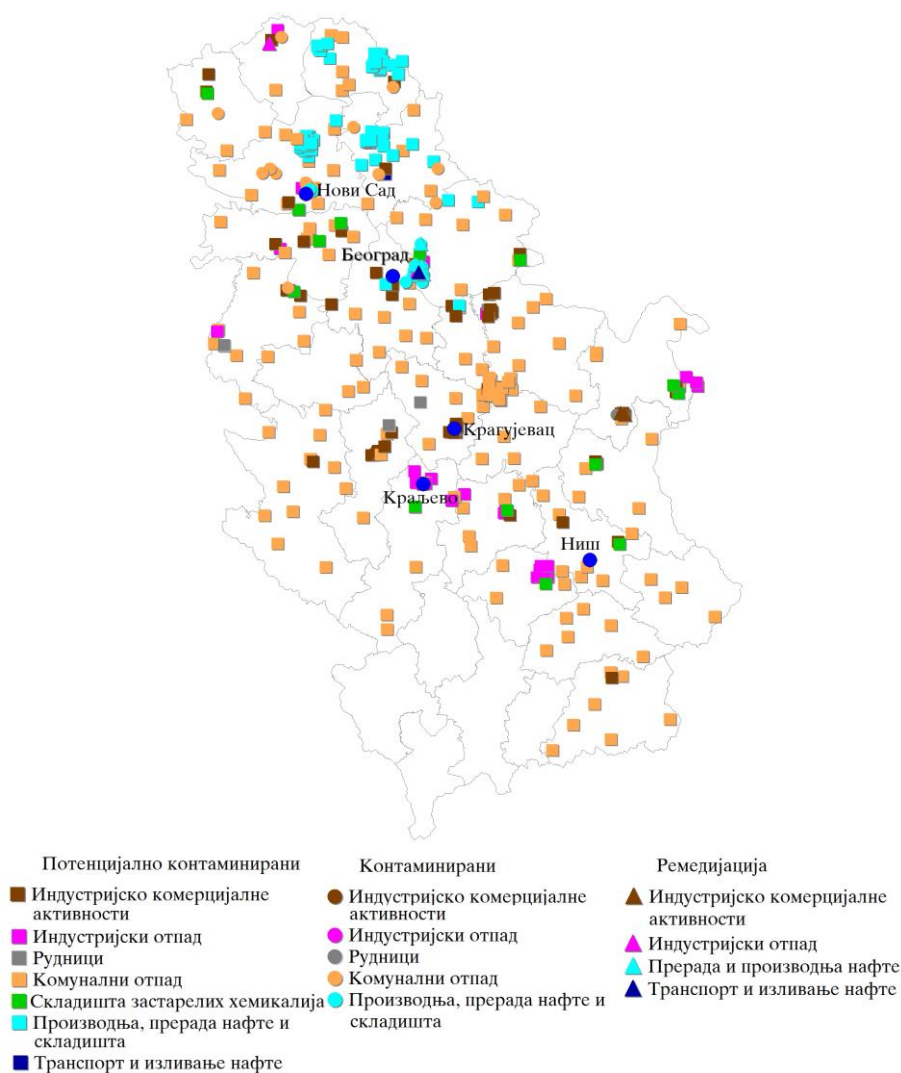 Нови Сад
Београд
Крагујевац
Краљево
Ниш
Потенцијално контаминирани
Индустријско комерцијалне
активности
Индустријски отпад
Рудници
Комунални отпад
Складишта застарелих хемикалија
Производња, прерада нафте и
складишта
Транспорт и изливање нафте
Контаминирани
Индустријско комерцијалне
активности
Индустријски отпад
Рудници
Комунални отпад
Производња, прерада нафте и
складишта
Ремедијација
Индустријско комерцијалне
активности
Индустријски отпад
Прерада и производња нафте
Транспорт и изливање нафте